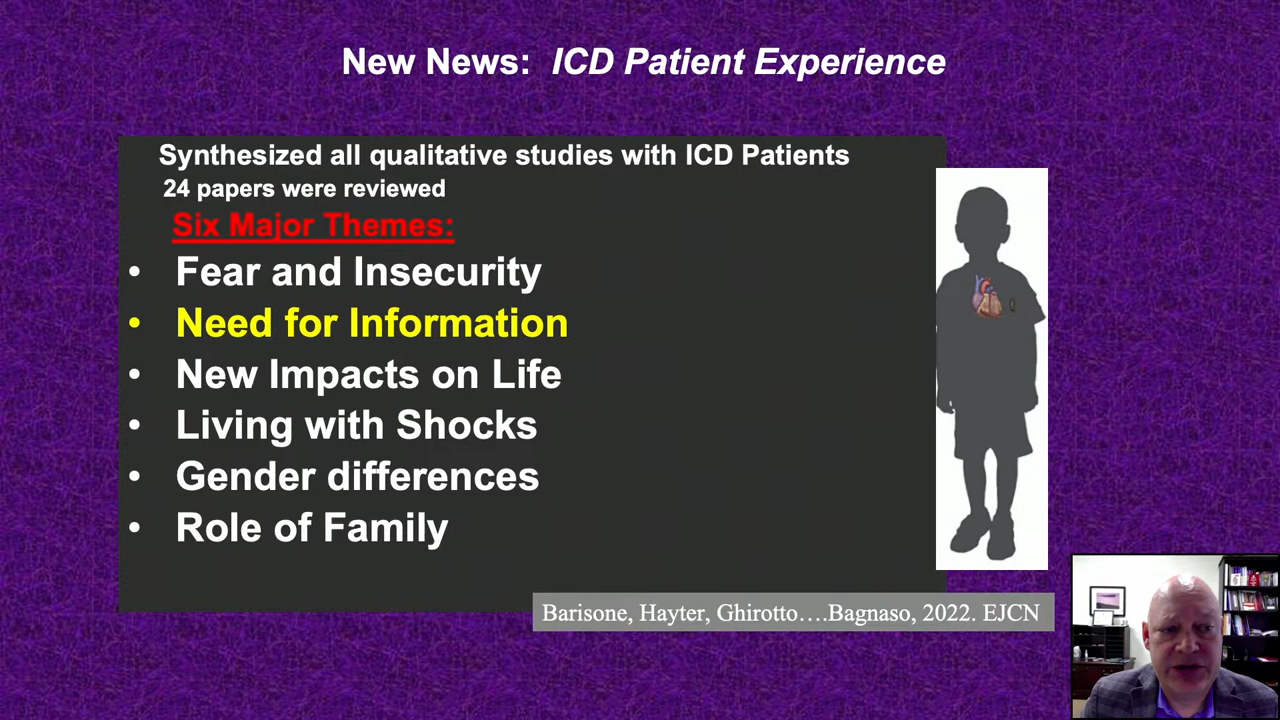 New News: ICD Patient Experience
Synthesized all qualitative studies with ICD Patients
24 papers were reviewed
Six Major Themes:
• Fear and Insecurity
• Need for Information
• New Impacts on Life
• Living with Shocks
• Gender differences
• Role of Family
Barisone, Hayter, Ghirotto….Bagnaso, 2022. EJCN